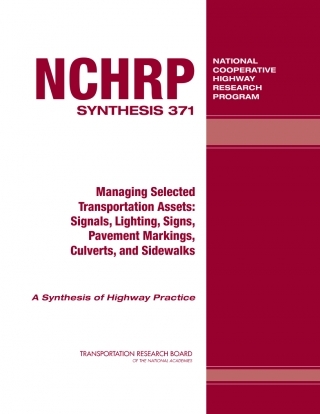 NCHRP
SYNTHESIS 371
NATIONAL
COOPERATIVE
HIGHWAY
RESEARCH
PROGRAM
Managing Selected
Transportation Assets:
Signals, Lighting, Signs,
Pavement Markings,
Culverts, and Sidewalks
A Synthesis of Highway Practice
TRANSPORTATION RESEARCH BOARD
OF THE NATIONAL ACADEMIES